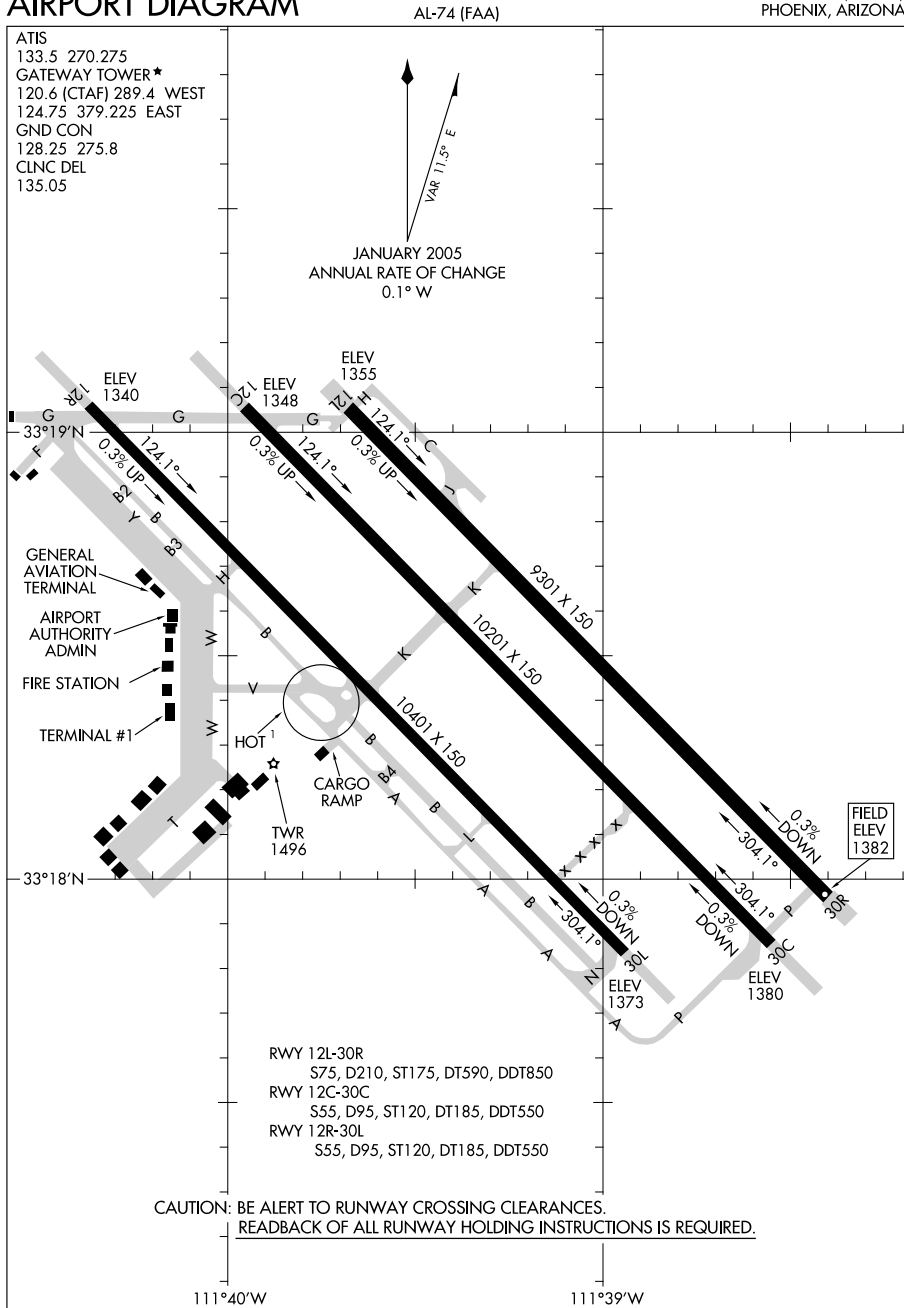 AIRPORT DIAGRAM
AL-74 (FAA)
PHOENIX, ARIZONA
ATIS
133.5 270.275
GATEWAY TOWER★
120.6 (CTAF) 289.4 WEST
124.75 379.225 EAST
GND CON
128.25 275.8
CLNC DEL
135.05
VAR 11.5° E
JANUARY 2005
ANNUAL RATE OF CHANGE
0.1° W
ELEV
1340
ELEV
1348
ELEV
1355
12R
12C
12L
H
G
G
G
33°19'N
F
124.1°
0.3% UP
124.1°
0.3% UP
124.1°
0.3% UP
C
J
B2
B
Y
B3
H
B
GENERAL
AVIATION
TERMINAL
AIRPORT
AUTHORITY
ADMIN
FIRE STATION
TERMINAL #1
W
W
V
HOT 1
K
K
9301 X 150
10201 X 150
10401 X 150
CARGO
RAMP
TWR
1496
T
B
B4
A
B
L
A
B
A
N
A
P
P
X
X
X
X
33°18'N
0.3%
DOWN
304.1°
0.3%
DOWN
304.1°
0.3%
DOWN
304.1°
FIELD
ELEV
1382
30R
30C
30L
ELEV
1373
ELEV
1380
RWY 12L-30R
S75, D210, ST175, DT590, DDT850
RWY 12C-30C
S55, D95, ST120, DT185, DDT550
RWY 12R-30L
S55, D95, ST120, DT185, DDT550
CAUTION: BE ALERT TO RUNWAY CROSSING CLEARANCES.
READBACK OF ALL RUNWAY HOLDING INSTRUCTIONS IS REQUIRED.
111°40'W
111°39'W